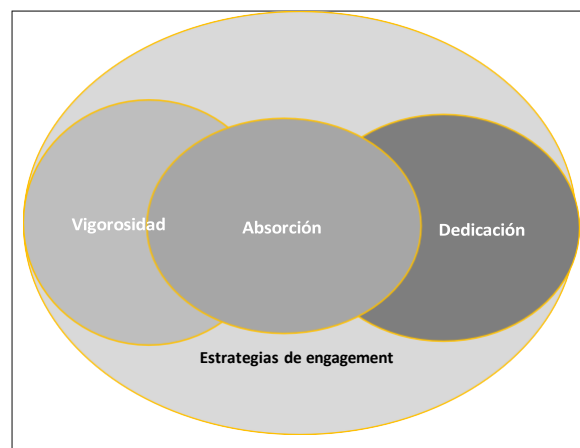 Vigorosidad
Absorción
Dedicación
Estrategias de engagement